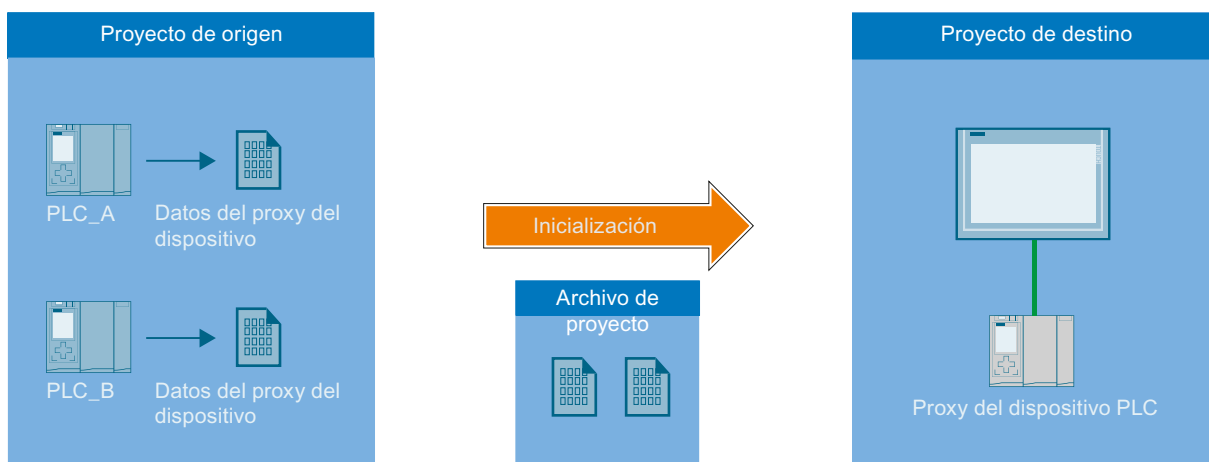 Proyecto de origen
PLC_A
Datos del proxy del
dispositivo
PLC_B
Datos del proxy del
dispositivo
Inicialización
Archivo de
proyecto
Proyecto de destino
Proxy del dispositivo PLC